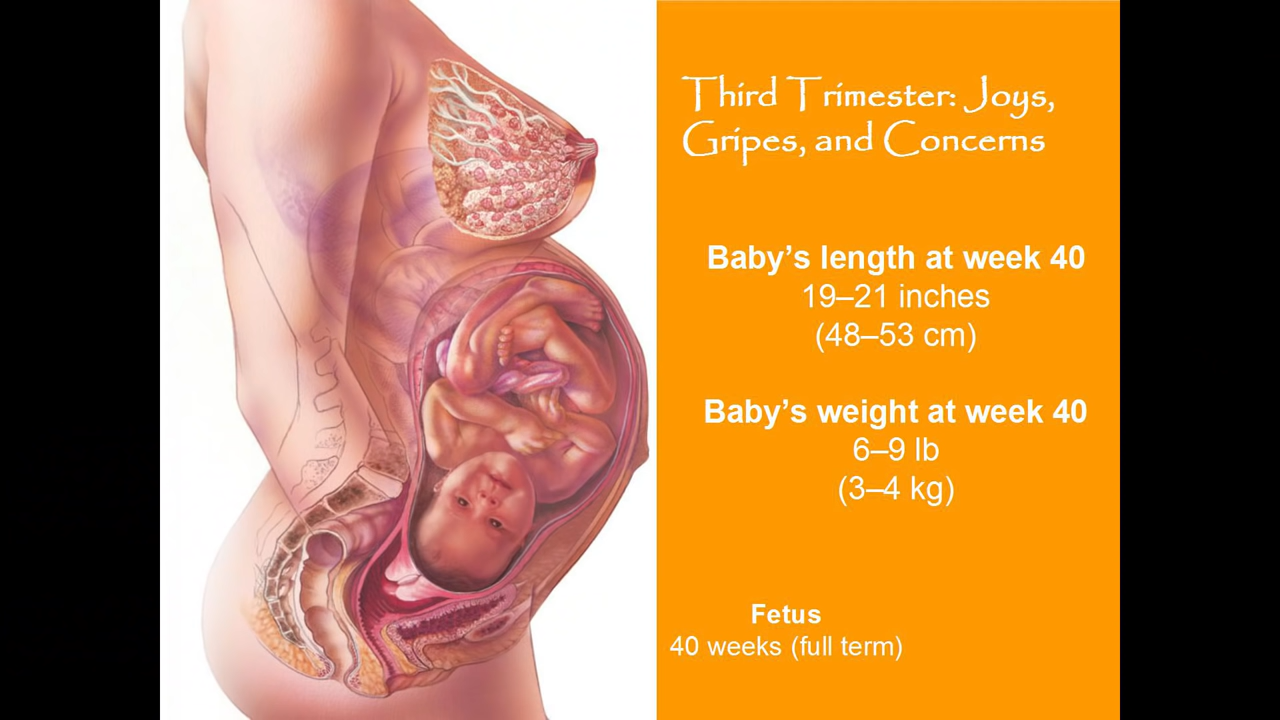 Third Trimester: Joys,
Gripes, and Concerns
Baby’s length at week 40
19–21 inches
(48–53 cm)
Baby’s weight at week 40
6–9 lb
(3–4 kg)
Fetus
40 weeks (full term)